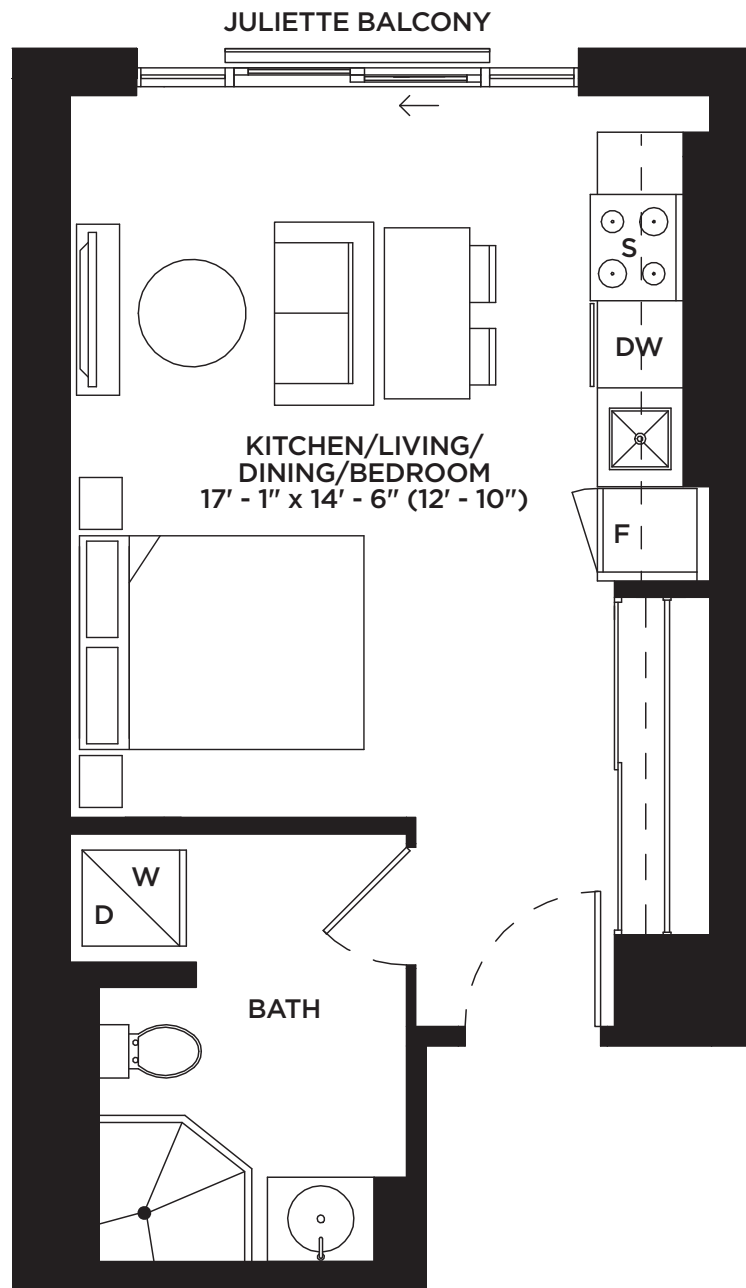 JULIETTE BALCONY
S
DW
KITCHEN/LIVING/
DINING/BEDROOM
17' - 1" x 14' - 6" (12' - 10")
F
W
D
BATH